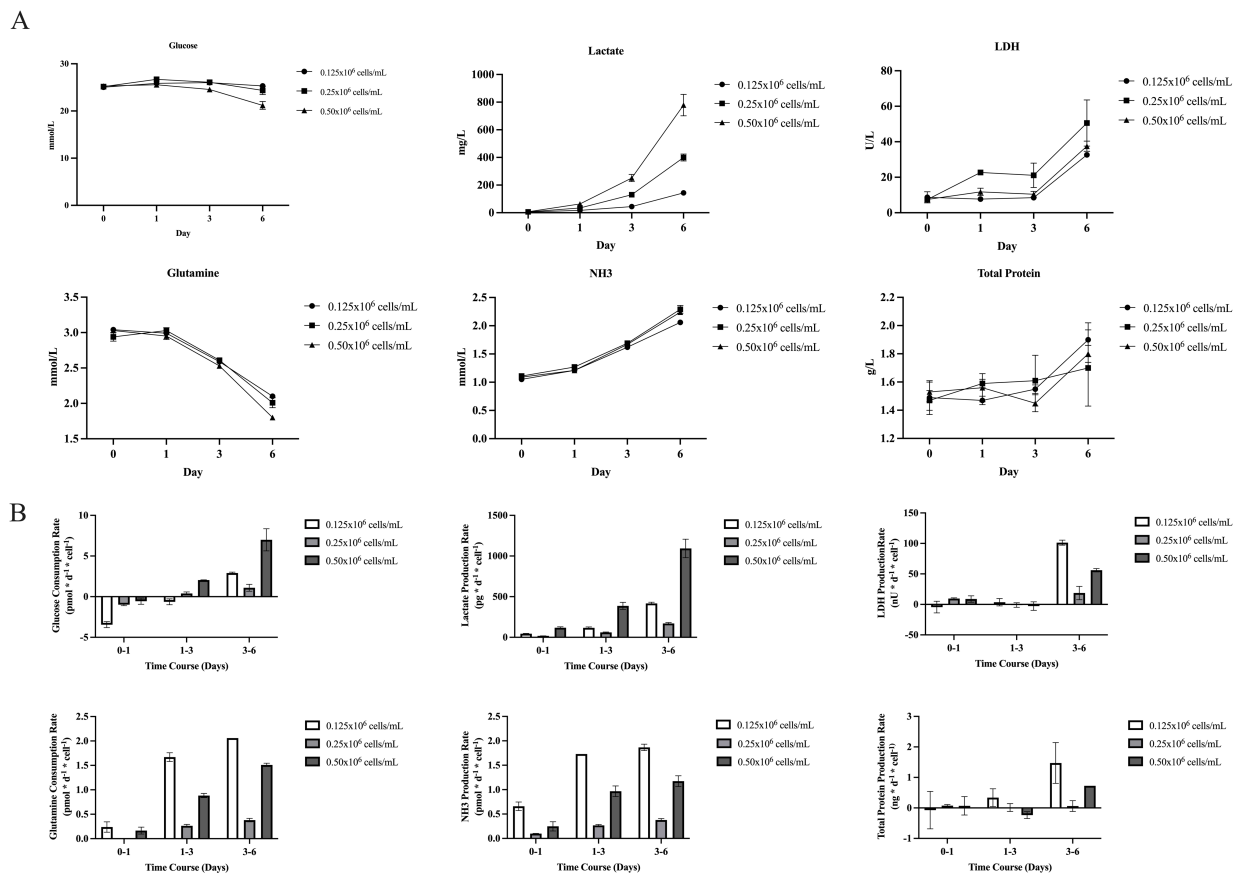 A
Glucose
30
20
10
0
mmol/L
0 1 3 6
Day
0.125x10⁶ cells/mL
0.25x10⁶ cells/mL
0.50x10⁶ cells/mL
Lactate
1000
800
600
400
200
0
mg/L
0 1 3 6
Day
0.125x10⁶ cells/mL
0.25x10⁶ cells/mL
0.50x10⁶ cells/mL
LDH
80
60
40
20
0
U/L
0 1 3 6
Day
0.125x10⁶ cells/mL
0.25x10⁶ cells/mL
0.50x10⁶ cells/mL
Glutamine
3.5
3.0
2.5
2.0
1.5
mmol/L
0 1 3 6
Day
0.125x10⁶ cells/mL
0.25x10⁶ cells/mL
0.50x10⁶ cells/mL
NH3
2.5
2.0
1.5
1.0
0.5
0.0
mmol/L
0 1 3 6
Day
0.125x10⁶ cells/mL
0.25x10⁶ cells/mL
0.50x10⁶ cells/mL
Total Protein
2.2
2.0
1.8
1.6
1.4
1.2
g/L
0 1 3 6
Day
0.125x10⁶ cells/mL
0.25x10⁶ cells/mL
0.50x10⁶ cells/mL
B
Glucose Consumption Rate
(pmol * d⁻¹ * cell⁻¹)
10
5
0
-5
0-1 1-3 3-6
Time Course (Days)
0.125x10⁶ cells/mL
0.25x10⁶ cells/mL
0.50x10⁶ cells/mL
Lactate Production Rate
(pg * d⁻¹ * cell⁻¹)
1500
1000
500
0
0-1 1-3 3-6
Time Course (Days)
0.125x10⁶ cells/mL
0.25x10⁶ cells/mL
0.50x10⁶ cells/mL
LDH ProductionRate
(nU * d⁻¹ * cell⁻¹)
150
100
50
0
-50
0-1 1-3 3-6
Time Course (Days)
0.125x10⁶ cells/mL
0.25x10⁶ cells/mL
0.50x10⁶ cells/mL
Glutamine Consumption Rate
(pmol * d⁻¹ * cell⁻¹)
2.5
2.0
1.5
1.0
0.5
0.0
0-1 1-3 3-6
Time Course (Days)
0.125x10⁶ cells/mL
0.25x10⁶ cells/mL
0.50x10⁶ cells/mL
NH3 Production Rate
(pmol * d⁻¹ * cell⁻¹)
2.5
2.0
1.5
1.0
0.5
0.0
0-1 1-3 3-6
Time Course (Days)
0.125x10⁶ cells/mL
0.25x10⁶ cells/mL
0.50x10⁶ cells/mL
Total Protein Production Rate
(ng * d⁻¹ * cell⁻¹)
3
2
1
0
-1
0-1 1-3 3-6
Time Course (Days)
0.125x10⁶ cells/mL
0.25x10⁶ cells/mL
0.50x10⁶ cells/mL